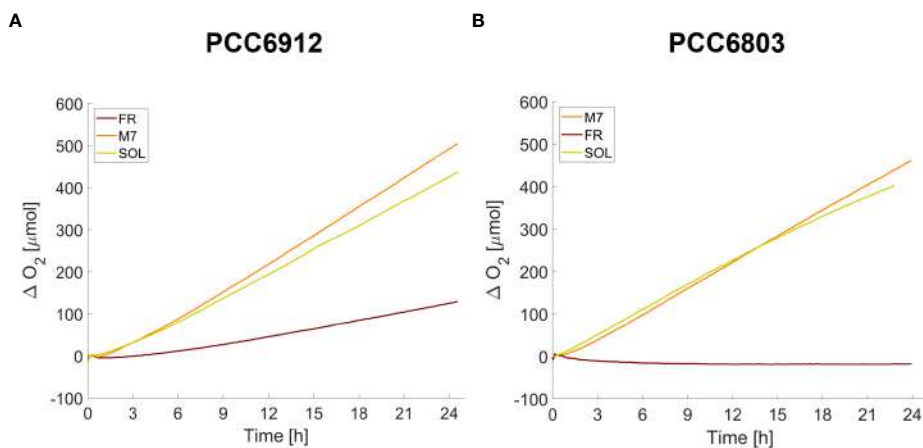 A
PCC6912
Δ O2 [μmol]
600
500
400
300
200
100
0
-100
FR
M7
SOL
0 3 6 9 12 15 18 21 24
Time [h]
B
PCC6803
Δ O2 [μmol]
600
500
400
300
200
100
0
-100
M7
FR
SOL
0 3 6 9 12 15 18 21 24
Time [h]